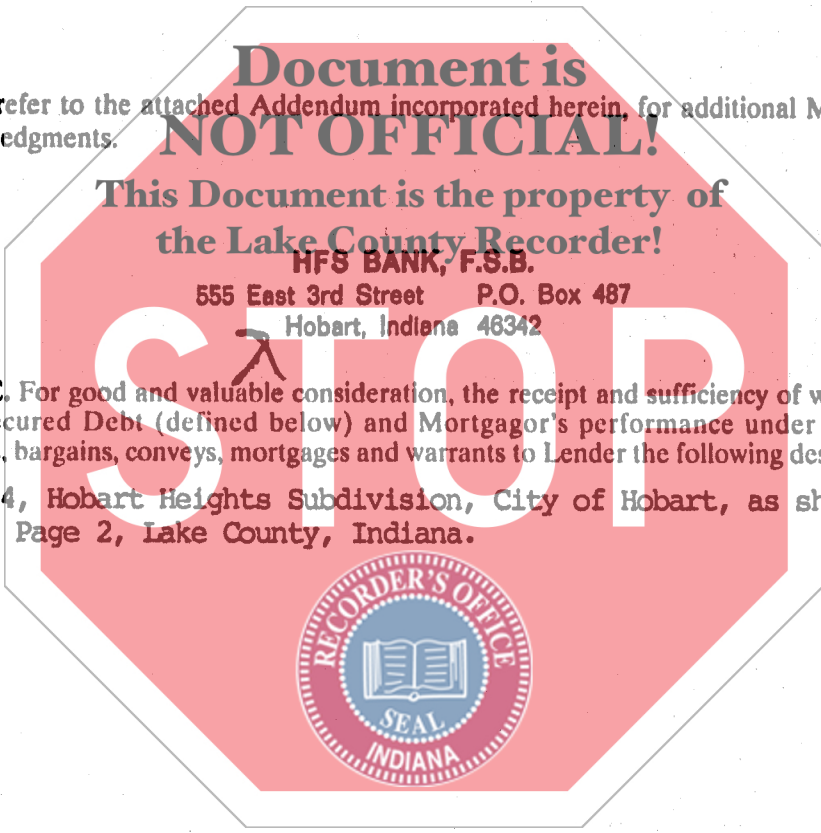 Document is
refer to the attached Addendum incorporated herein, for additional M
edgments.
NOT OFFICIAL!
This Document is the property of
the Lake County Recorder!
HFS BANK, F.S.B.
555 East 3rd Street P.O. Box 487
Hobart, Indiana 46342
STOP
. For good and valuable consideration, the receipt and sufficiency of w
cured Debt (defined below) and Mortgagor's performance under
, bargains, conveys, mortgages and warrants to Lender the following des
4, Hobart Heights Subdivision, City of Hobart, as sh
Page 2, Lake County, Indiana.
RECORDER'S OFFICE
SEAL
INDIANA